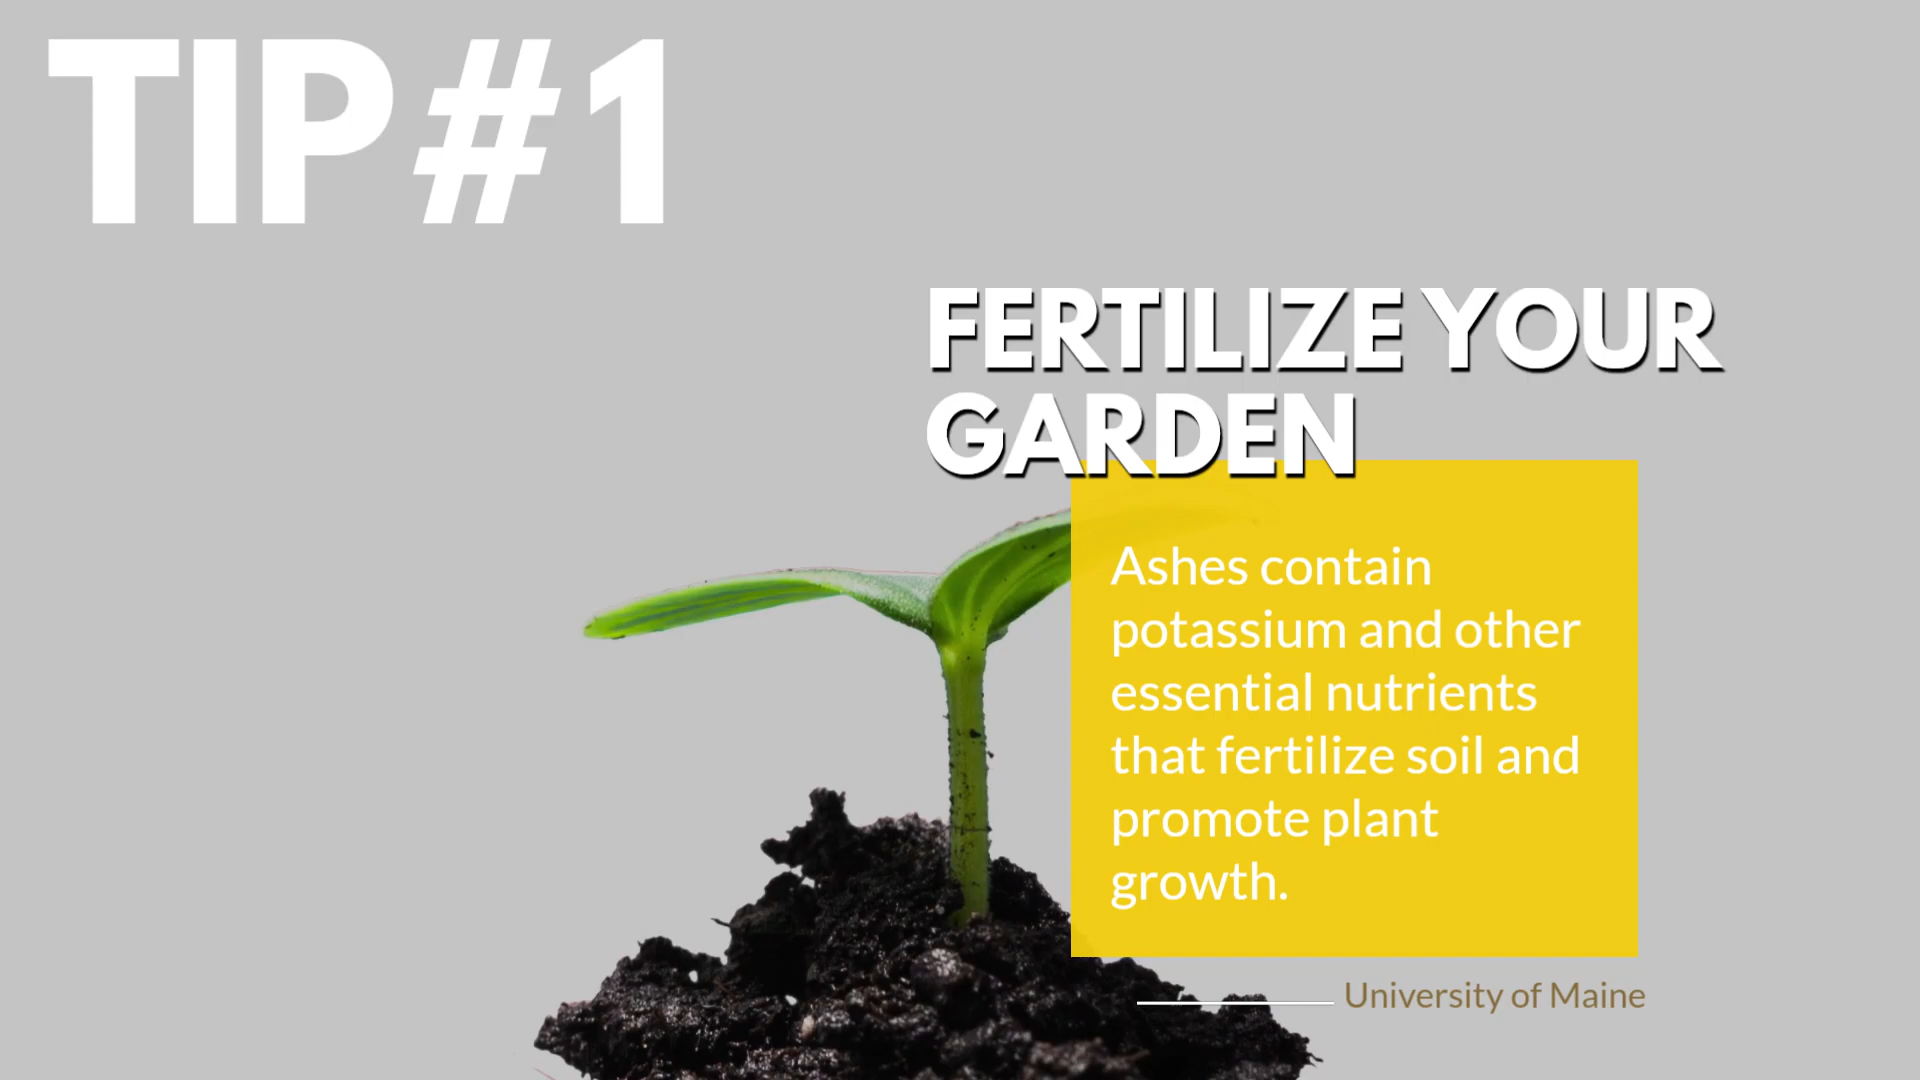 TIP #1
FERTILIZE YOUR
GARDEN
Ashes contain
potassium and other
essential nutrients
that fertilize soil and
promote plant
growth.
University of Maine